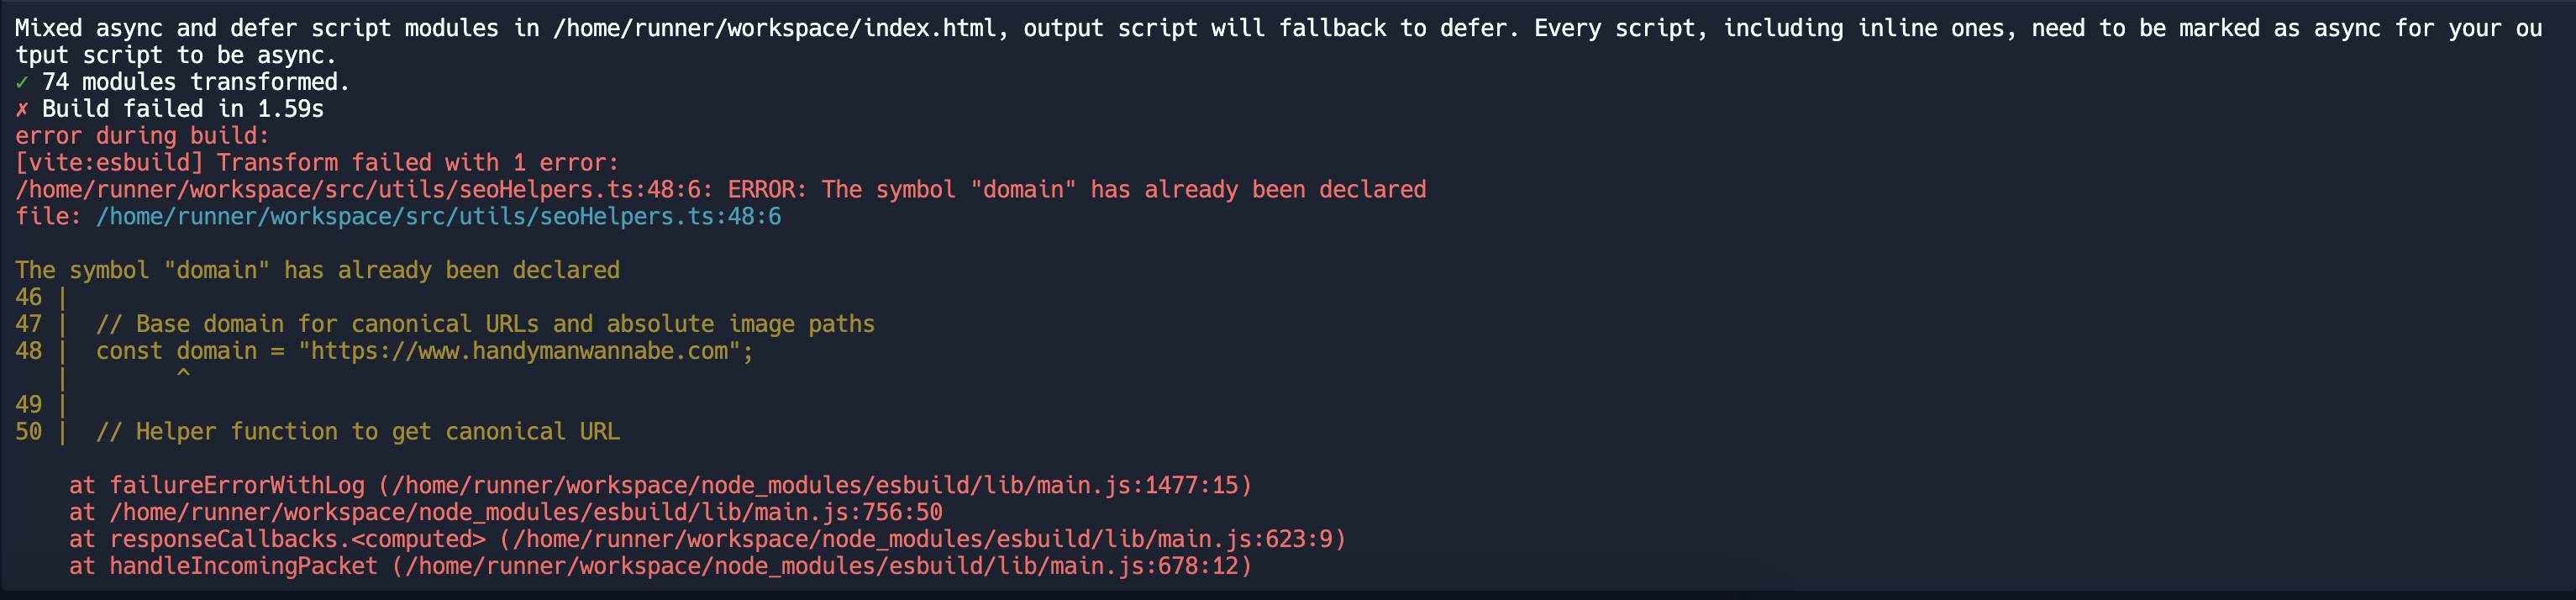 Mixed async and defer script modules in /home/runner/workspace/index.html, output script will fallback to defer. Every script, including inline ones, need to be marked as async for your ou
tput script to be async.
✓ 74 modules transformed.
✗ Build failed in 1.59s
error during build:
[vite:esbuild] Transform failed with 1 error:
/home/runner/workspace/src/utils/seoHelpers.ts:48:6: ERROR: The symbol "domain" has already been declared
file: /home/runner/workspace/src/utils/seoHelpers.ts:48:6

The symbol "domain" has already been declared
46 |
47 |  // Base domain for canonical URLs and absolute image paths
48 |  const domain = "https://www.handymanwannabe.com";
   |        ^
49 |
50 |  // Helper function to get canonical URL

    at failureErrorWithLog (/home/runner/workspace/node_modules/esbuild/lib/main.js:1477:15)
    at /home/runner/workspace/node_modules/esbuild/lib/main.js:756:50
    at responseCallbacks.<computed> (/home/runner/workspace/node_modules/esbuild/lib/main.js:623:9)
    at handleIncomingPacket (/home/runner/workspace/node_modules/esbuild/lib/main.js:678:12)